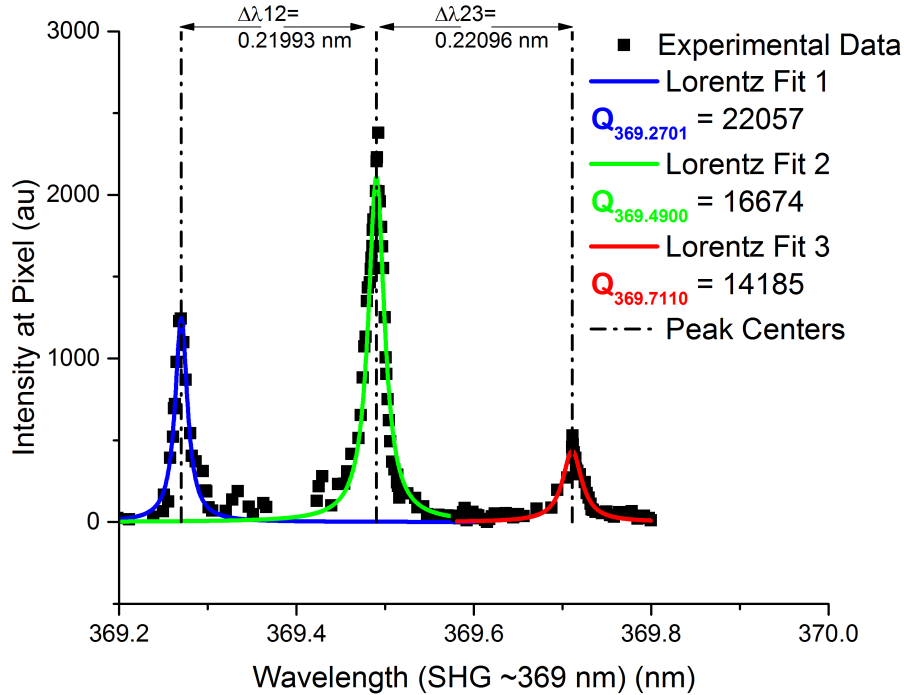 Δλ12=
0.21993 nm
Δλ23=
0.22096 nm
3000
2000
1000
0
Intensity at Pixel (au)
Experimental Data
Lorentz Fit 1
Q369.2701 = 22057
Lorentz Fit 2
Q369.4900 = 16674
Lorentz Fit 3
Q369.7110 = 14185
Peak Centers
369.2 369.4 369.6 369.8 370.0
Wavelength (SHG ~369 nm) (nm)